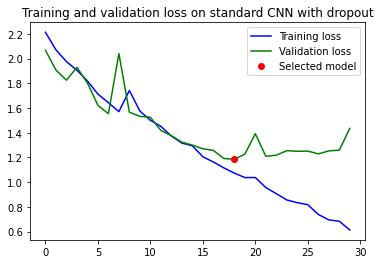 Training and validation loss on standard CNN with dropout
Training loss
Validation loss
Selected model
2.2
2.0
1.8
1.6
1.4
1.2
1.0
0.8
0.6
0 5 10 15 20 25 30